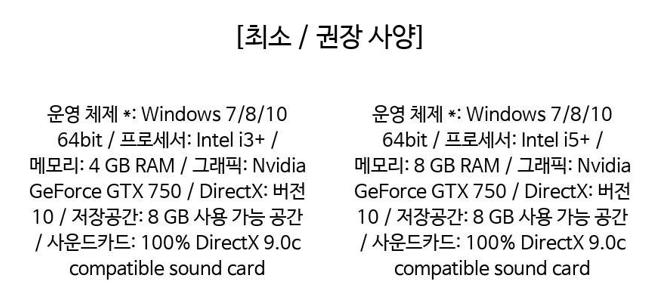 [최소 / 권장 사양]
운영 체제 *: Windows 7/8/10
64bit / 프로세서: Intel i3+ /
메모리: 4 GB RAM / 그래픽: Nvidia
GeForce GTX 750 / DirectX: 버전
10 / 저장공간: 8 GB 사용 가능 공간
/ 사운드카드: 100% DirectX 9.0c
compatible sound card
운영 체제 *: Windows 7/8/10
64bit / 프로세서: Intel i5+ /
메모리: 8 GB RAM / 그래픽: Nvidia
GeForce GTX 750 / DirectX: 버전
10 / 저장공간: 8 GB 사용 가능 공간
/ 사운드카드: 100% DirectX 9.0c
compatible sound card